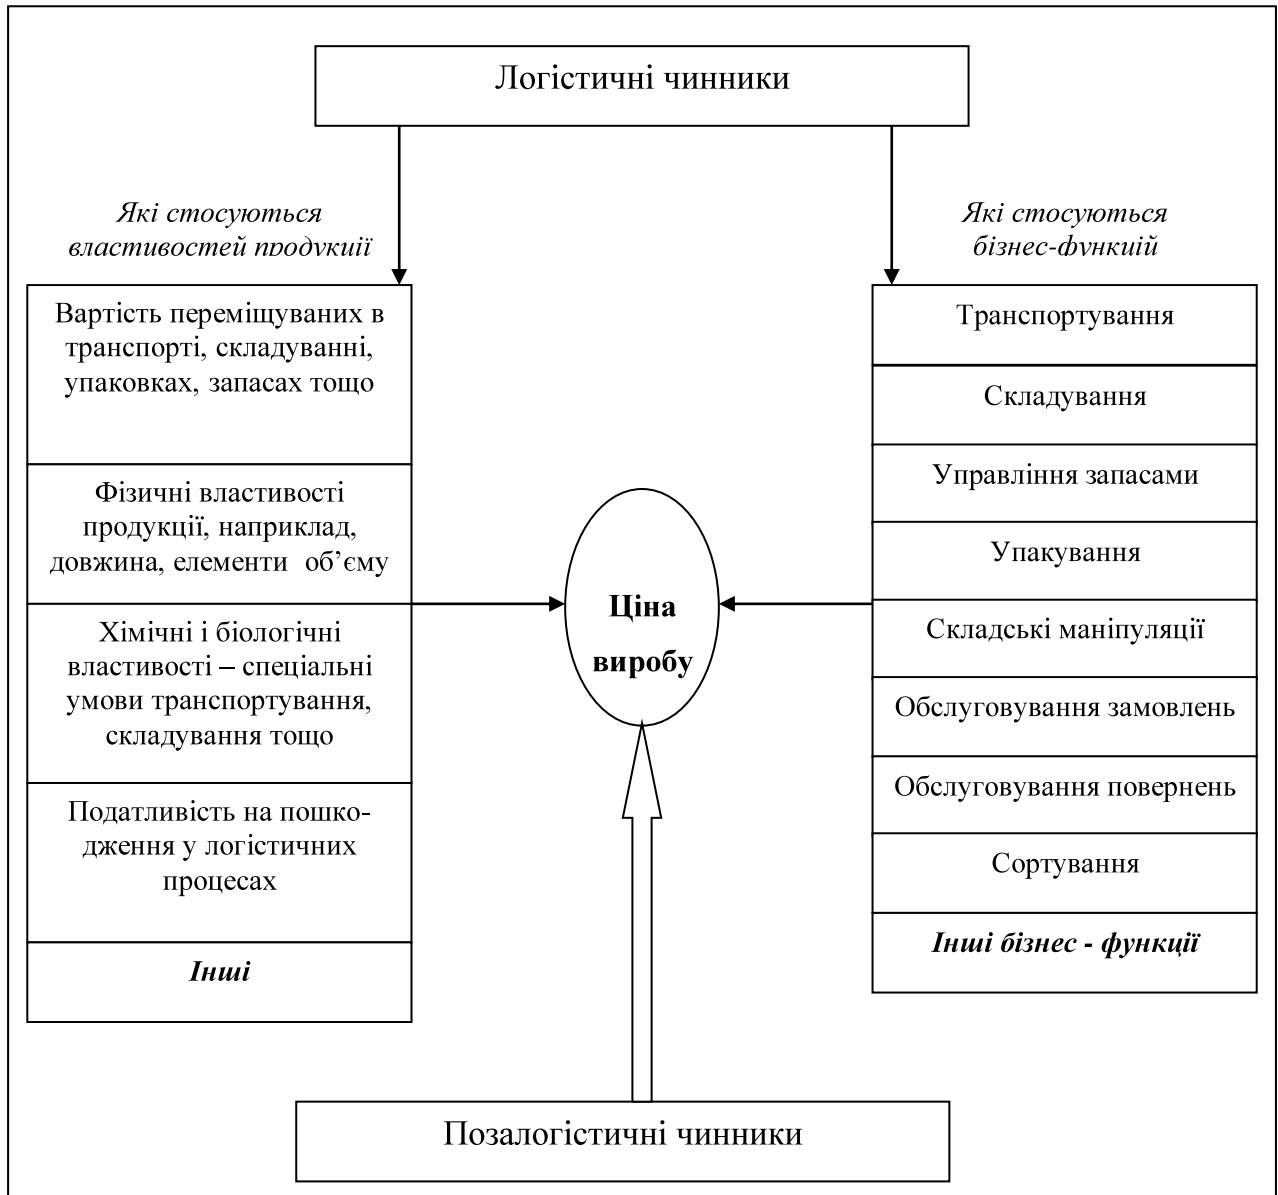 Логістичні чинники
Які стосуються
властивостей продукції
Вартість переміщуваних в
транспорті, складуванні,
упаковках, запасах тощо
Фізичні властивості
продукції, наприклад,
довжина, елементи об’єму
Хімічні і біологічні
властивості – спеціальні
умови транспортування,
складування тощо
Податливість на пошко-
дження у логістичних
процесах
Інші
Ціна
виробу
Які стосуються
бізнес-функцій
Транспортування
Складування
Управління запасами
Упакування
Складські маніпуляції
Обслуговування замовлень
Обслуговування повернень
Сортування
Інші бізнес - функції
Позалогістичні чинники